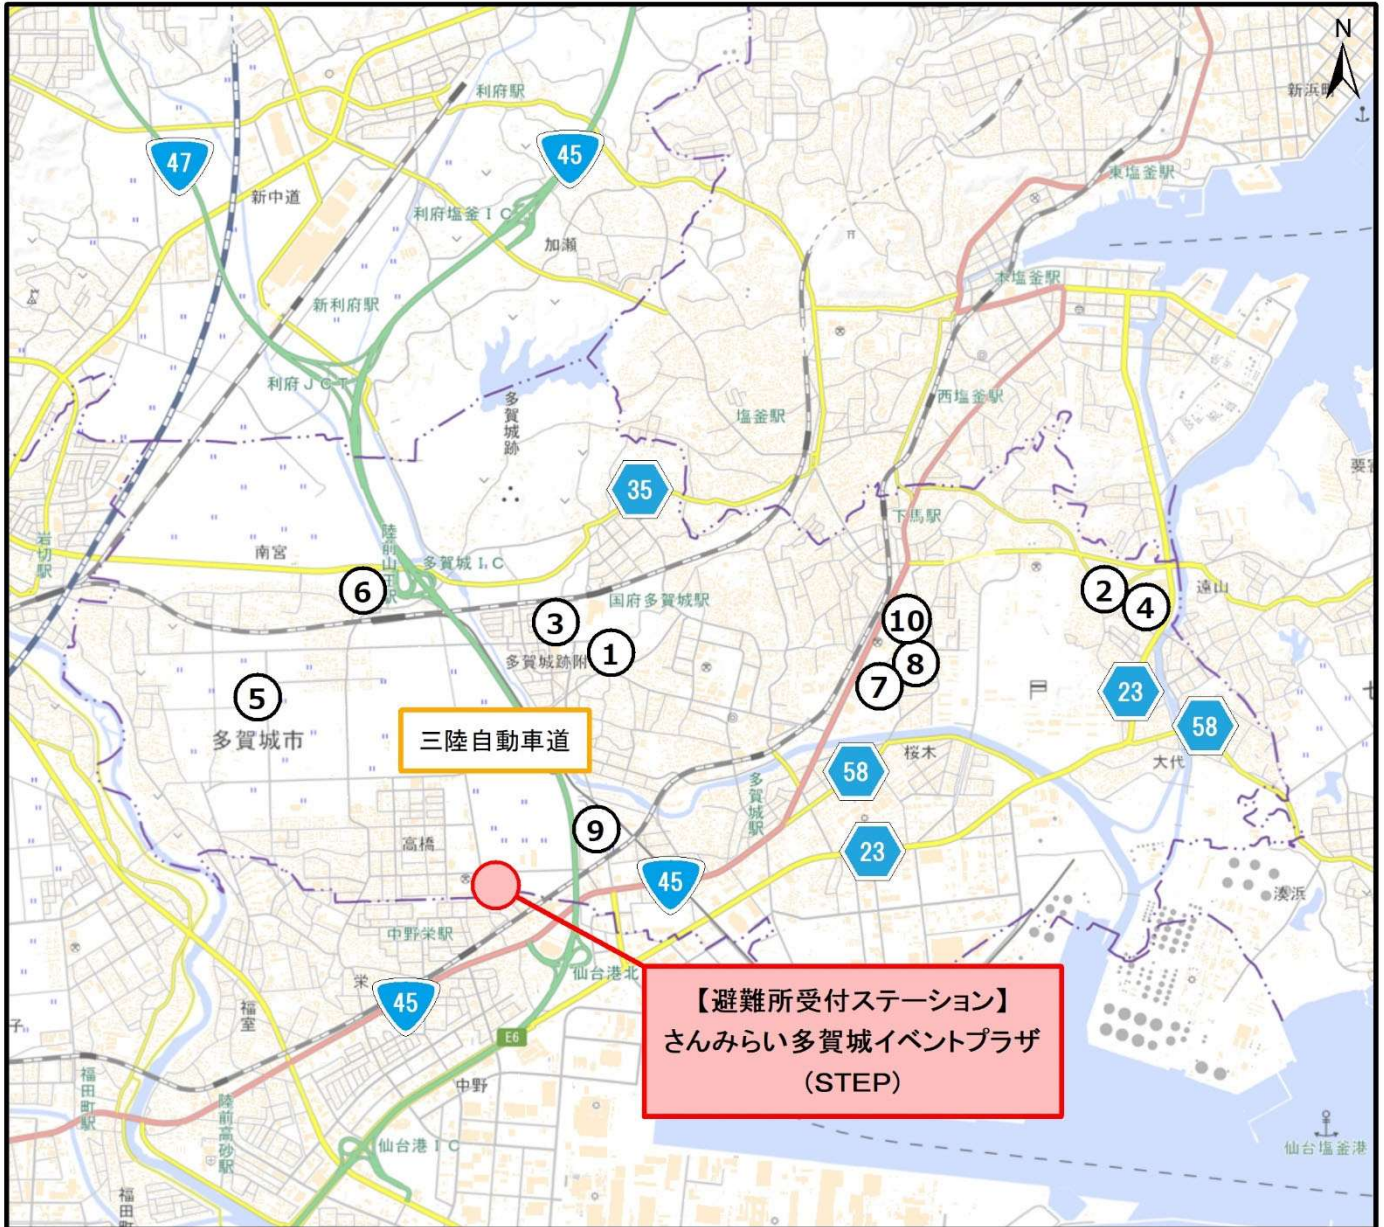 N
新浜町
利府駅
47
45
東塩釜駅
新中道
利府塩釜IC
加瀬
本塩釜駅
新利府駅
利府JCT
西塩釜駅
多賀城跡
塩釜駅
35
下馬駅
岩切駅
南宮
陸前山王駅
多賀城I.C
6
国府多賀城駅
2
4
遠山
3
10
多賀城跡附
1
8
7
5
23
58
多賀城市
三陸自動車道
58
桜木
大代
多賀城駅
9
高橋
23
45
湊浜
中野栄駅
仙台港北
栄
45
福室
E6
【避難所受付ステーション】
さんみらい多賀城イベントプラザ
(STEP)
福田町駅
中野
陸前高砂駅
仙台港IC
仙台塩釜港
福田町